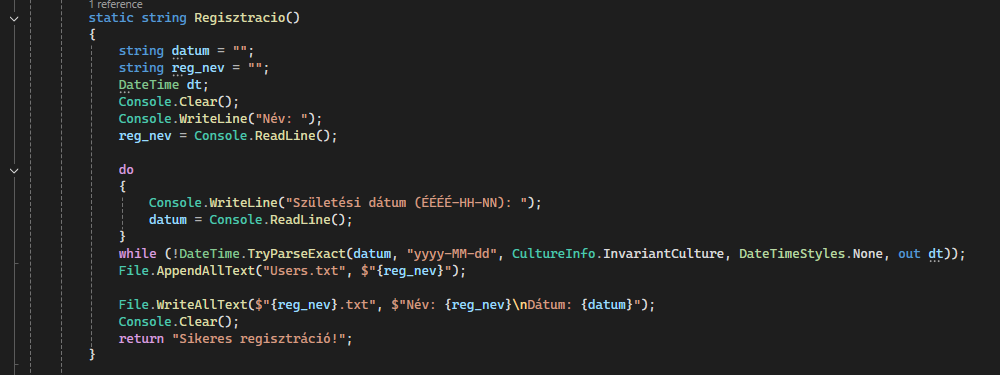 1 reference
static string Regisztracio()
{
string datum = "";
string reg_nev = "";
DateTime dt;
Console.Clear();
Console.WriteLine("Név: ");
reg_nev = Console.ReadLine();
do
{
Console.WriteLine("Születési dátum (ÉÉÉÉ-HH-NN): ");
datum = Console.ReadLine();
}
while (!DateTime.TryParseExact(datum, "yyyy-MM-dd", CultureInfo.InvariantCulture, DateTimeStyles.None, out dt));
File.AppendAllText("Users.txt", $"{reg_nev}");
File.WriteAllText($"{reg_nev}.txt", $"Név: {reg_nev}\nDátum: {datum}");
Console.Clear();
return "Sikeres regisztráció!";
}